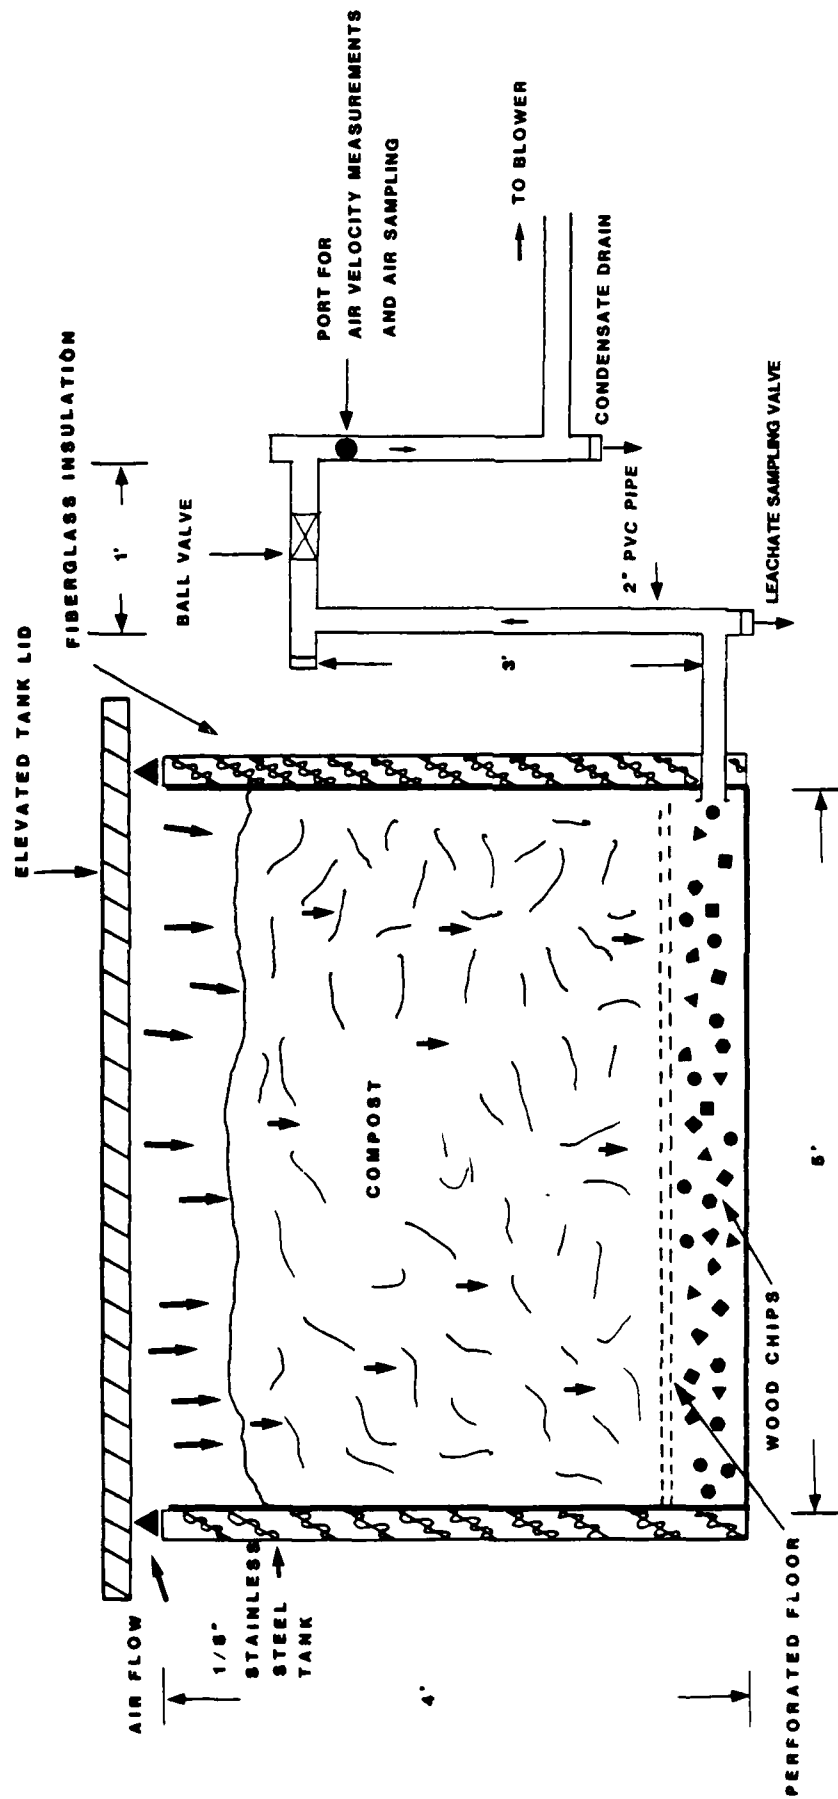 ELEVATED TANK LID
FIBERGLASS INSULATION
1'
BALL VALVE
PORT FOR
AIR VELOCITY MEASUREMENTS
AND AIR SAMPLING
TO BLOWER
CONDENSATE DRAIN
2" PVC PIPE
LEACHATE SAMPLING VALVE
3'
AIR FLOW
1/8"
STAINLESS
STEEL
TANK
4'
COMPOST
WOOD CHIPS
PERFORATED FLOOR
5'